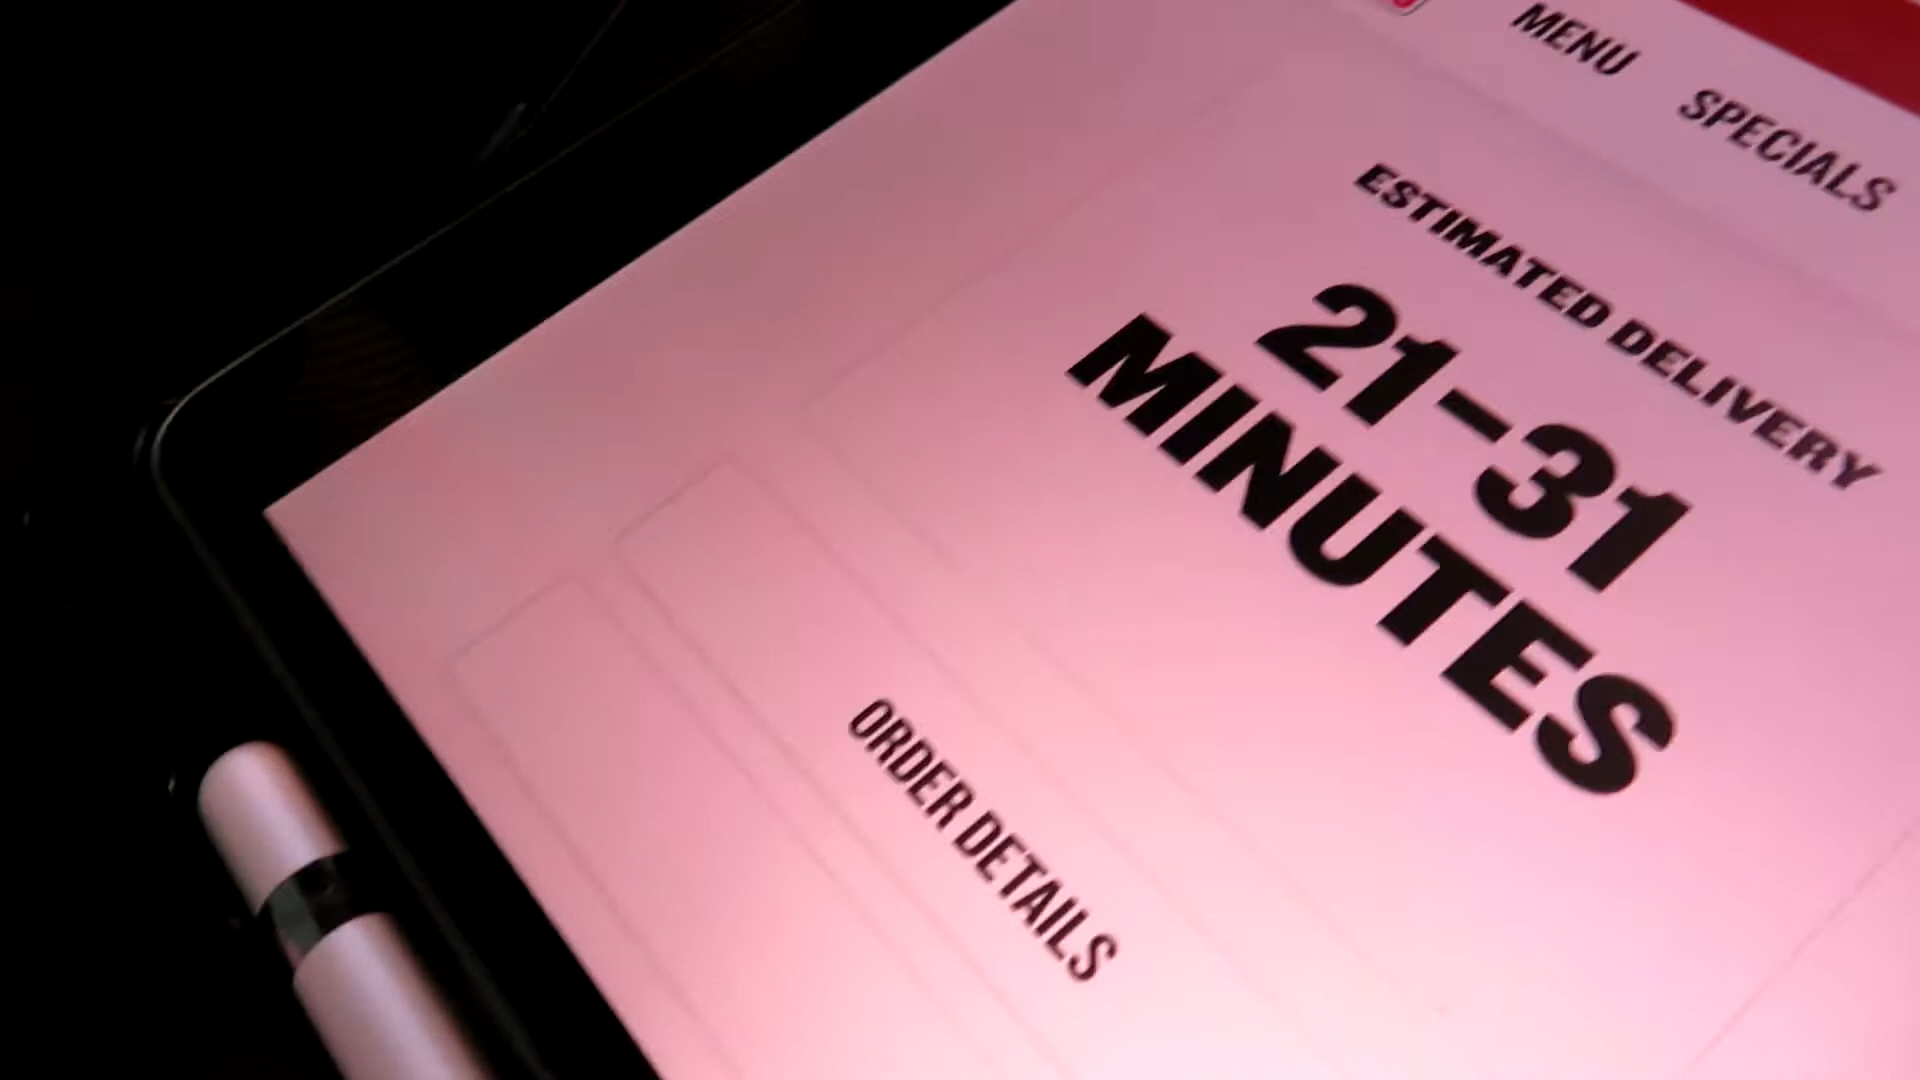 MENU SPECIALS
ESTIMATED DELIVERY
21-31
MINUTES
ORDER DETAILS